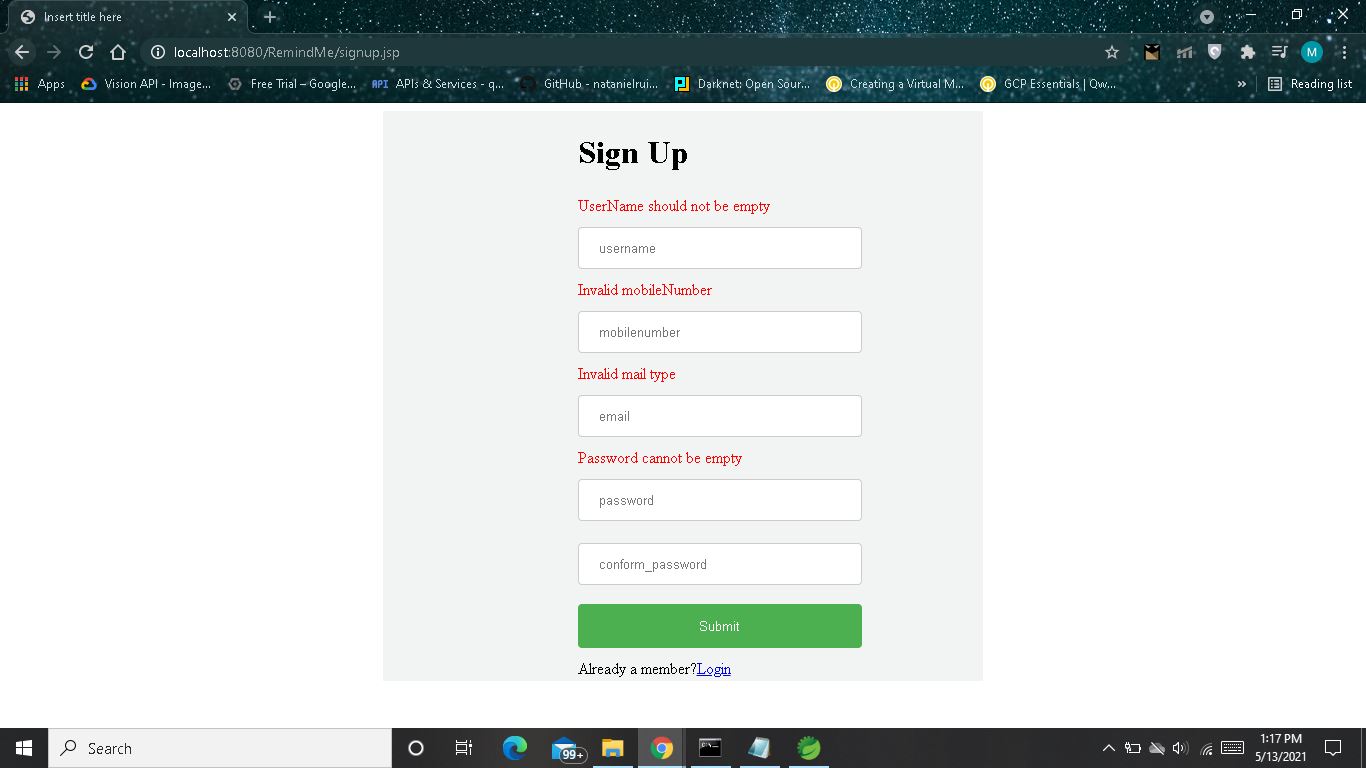 Insert title here
localhost:8080/RemindMe/signup.jsp
M
Apps
Vision API - Image...
Free Trial – Google...
API APIs & Services - q...
GitHub - natanielrui...
Darknet: Open Sour...
Creating a Virtual M...
GCP Essentials | Qw...
»
Reading list
Sign Up
UserName should not be empty
username
Invalid mobileNumber
mobilenumber
Invalid mail type
email
Password cannot be empty
password
conform_password
Submit
Already a member?Login
Search
99+
1:17 PM
5/13/2021